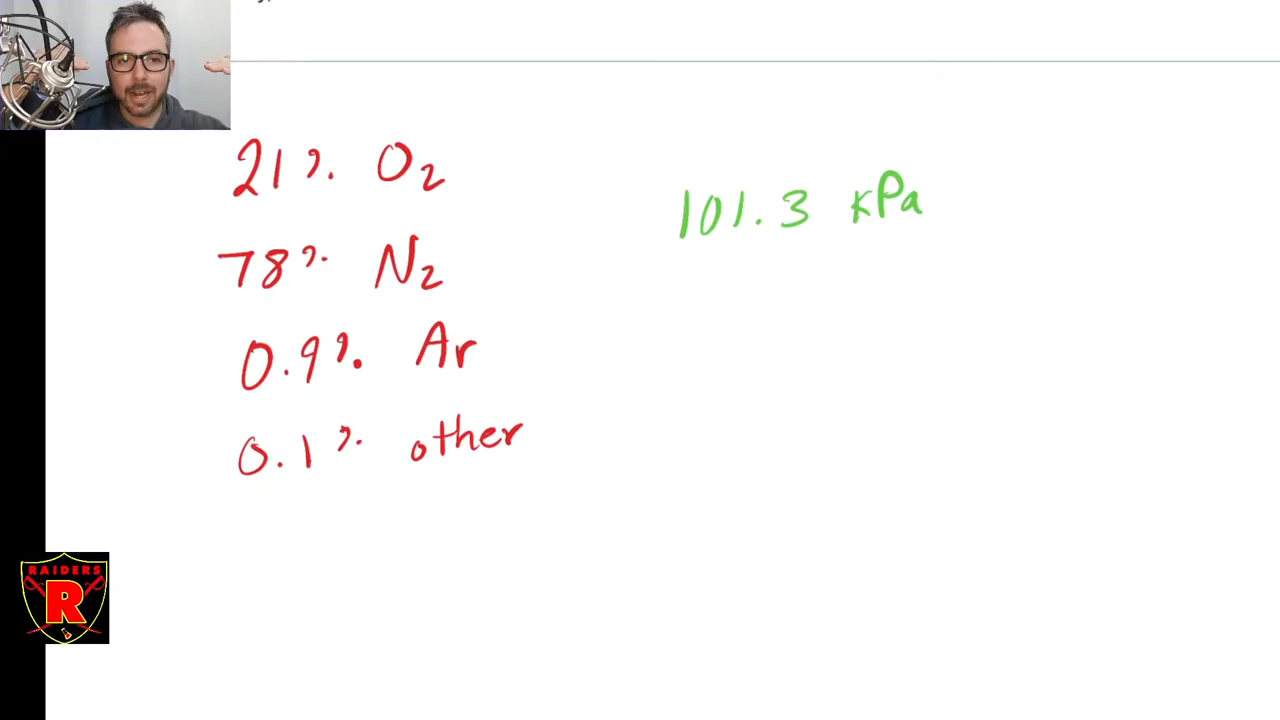 21% O2
101.3 kPa
78% N2
0.9% Ar
0.1% other
RAIDERS
R